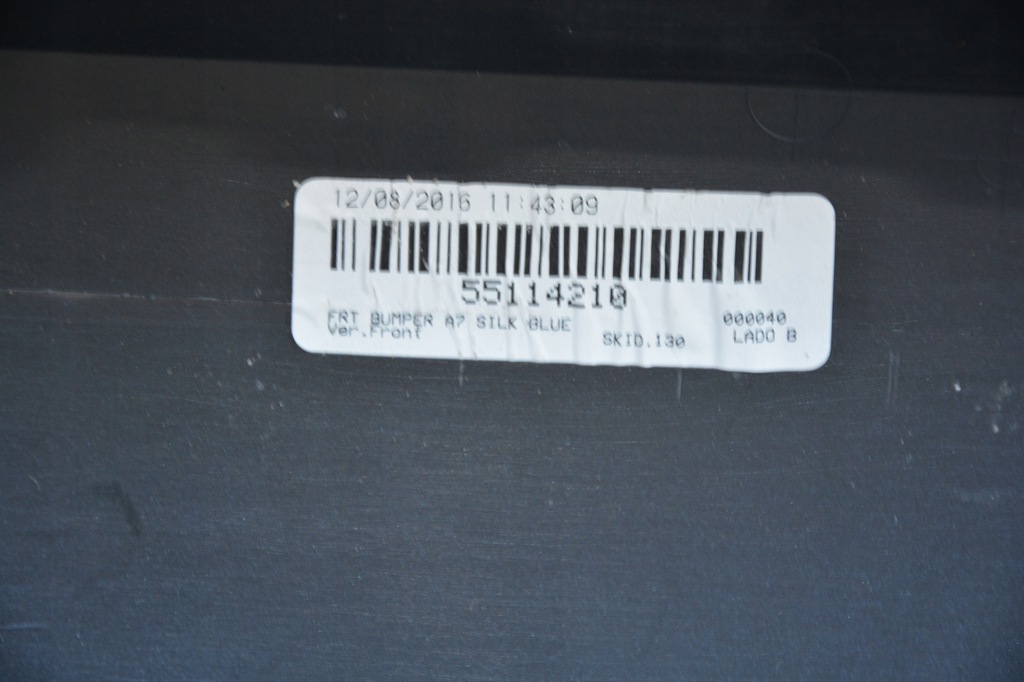 12/08/2016 11:43:09
55114210
FRT BUMPER A7 SILK BLUE
000040
Ver.Front
SKID.130
LADO B